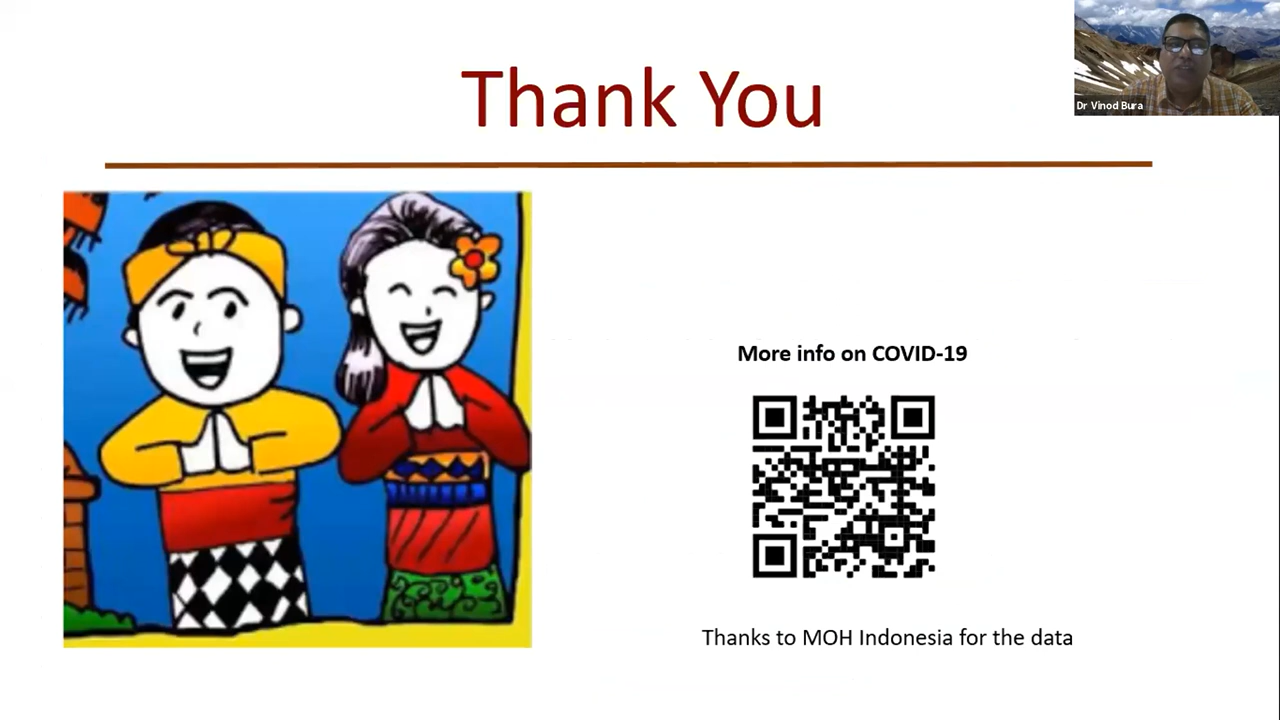 Thank You
Dr Vinod Bura
More info on COVID-19
Thanks to MOH Indonesia for the data